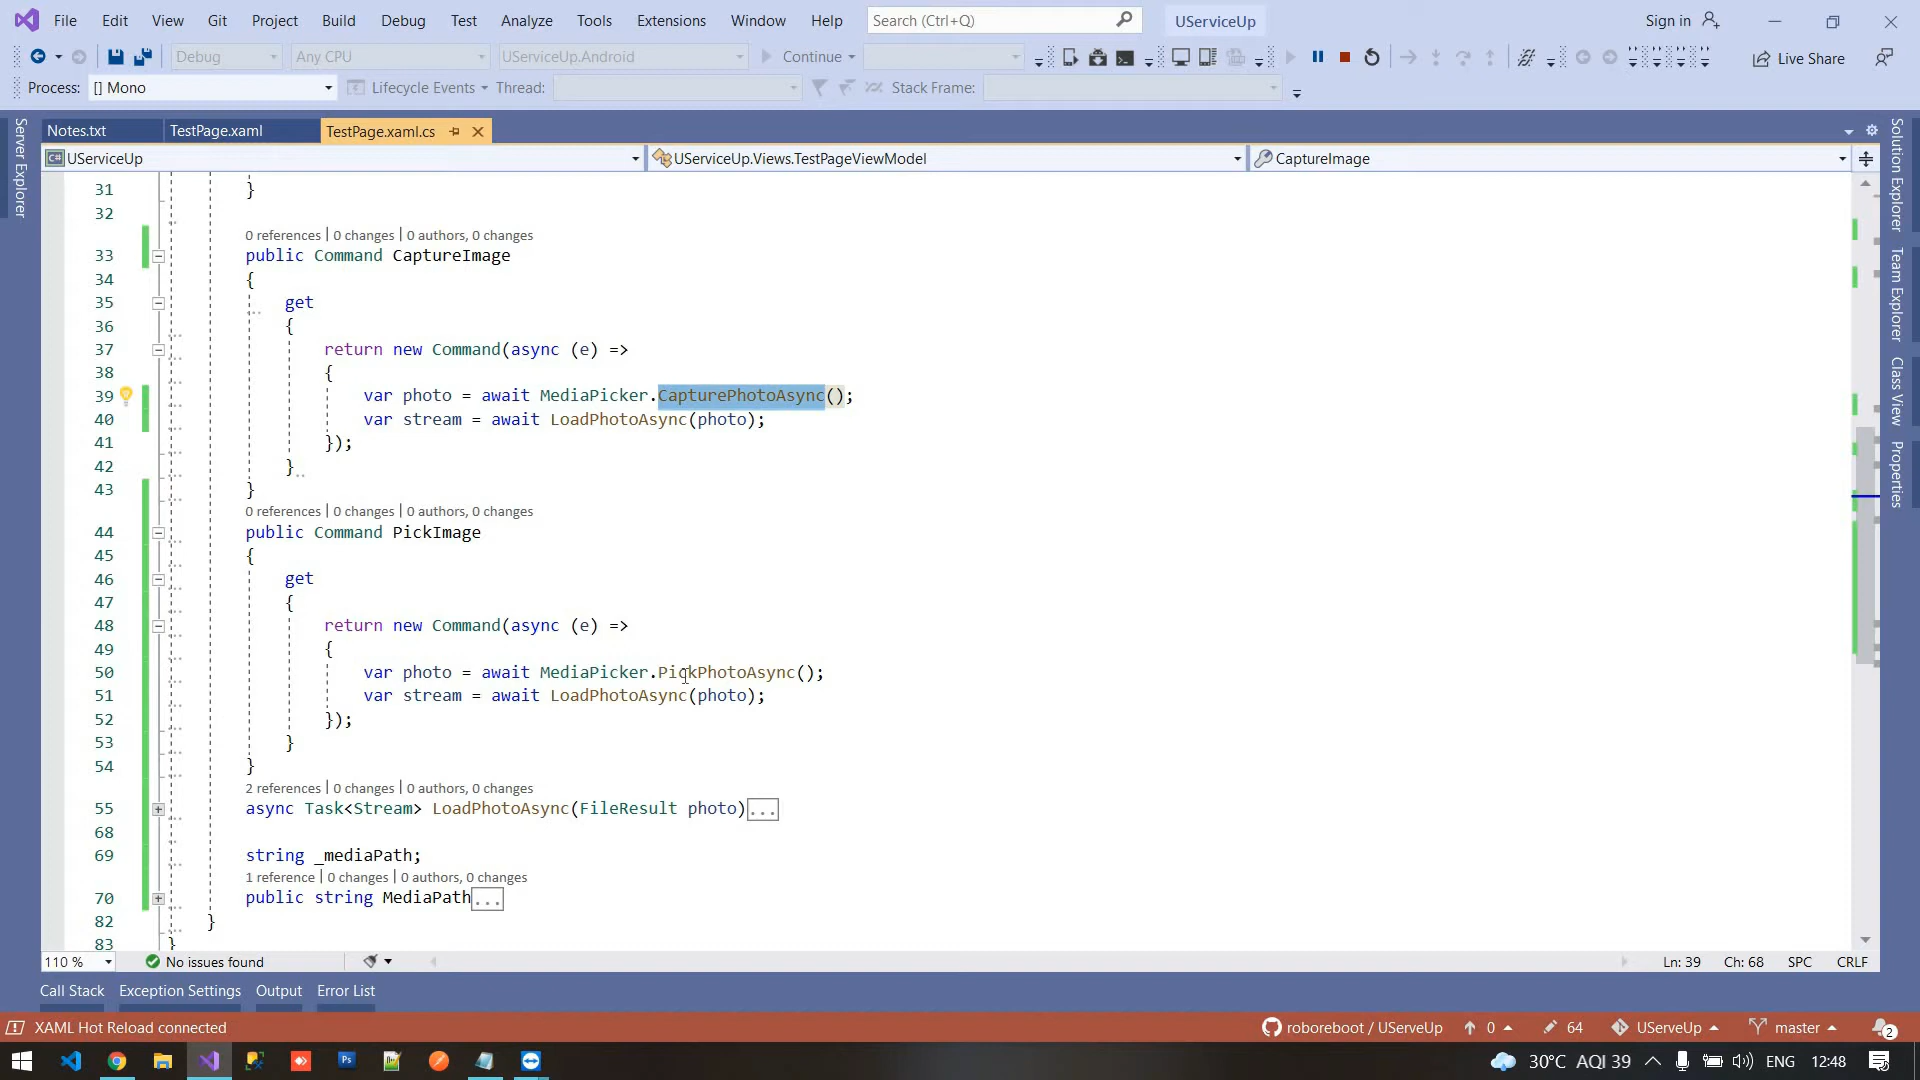 File Edit View Git Project Build Debug Test Analyze Tools Extensions Window Help Search (Ctrl+Q) UServiceUp Sign in
Debug Any CPU UServiceUp.Android Continue Live Share
Process: [] Mono Lifecycle Events Thread: Stack Frame:
Server Explorer
Notes.txt TestPage.xaml TestPage.xaml.cs
UServiceUp UServiceUp.Views.TestPageViewModel CaptureImage
31 }
32
0 references | 0 changes | 0 authors, 0 changes
33 public Command CaptureImage
34 {
35 get
36 {
37 return new Command(async (e) =>
38 {
39 var photo = await MediaPicker.CapturePhotoAsync();
40 var stream = await LoadPhotoAsync(photo);
41 });
42 }
43 }
0 references | 0 changes | 0 authors, 0 changes
44 public Command PickImage
45 {
46 get
47 {
48 return new Command(async (e) =>
49 {
50 var photo = await MediaPicker.PickPhotoAsync();
51 var stream = await LoadPhotoAsync(photo);
52 });
53 }
54 }
2 references | 0 changes | 0 authors, 0 changes
55 async Task<Stream> LoadPhotoAsync(FileResult photo)...
68
69 string _mediaPath;
1 reference | 0 changes | 0 authors, 0 changes
70 public string MediaPath...
82 }
83 }
Solution Explorer
Team Explorer
Class View
Properties
110 % No issues found Ln: 39 Ch: 68 SPC CRLF
Call Stack Exception Settings Output Error List
XAML Hot Reload connected roboreboot / UServeUp 0 64 UServeUp master 2
Ps 30°C AQI 39 ENG 12:48